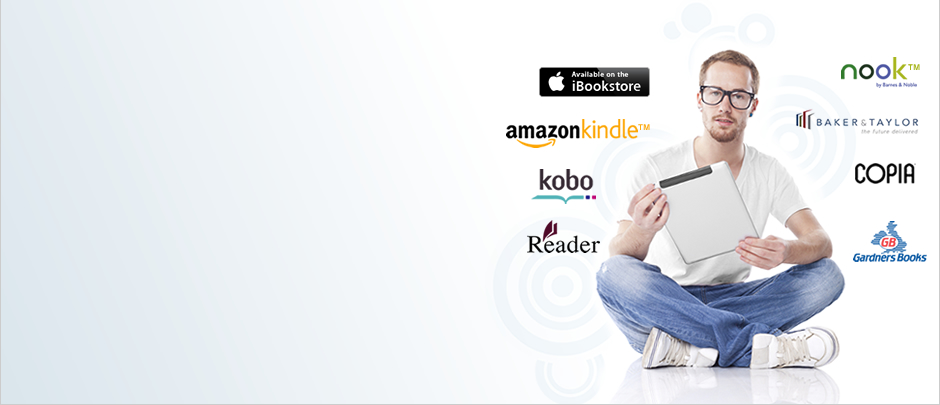 Available on the
iBookstore
amazonkindle™
kobo
Reader
nook™
by Barnes & Noble
BAKER & TAYLOR
the future delivered
COPIA
GB
Gardners Books